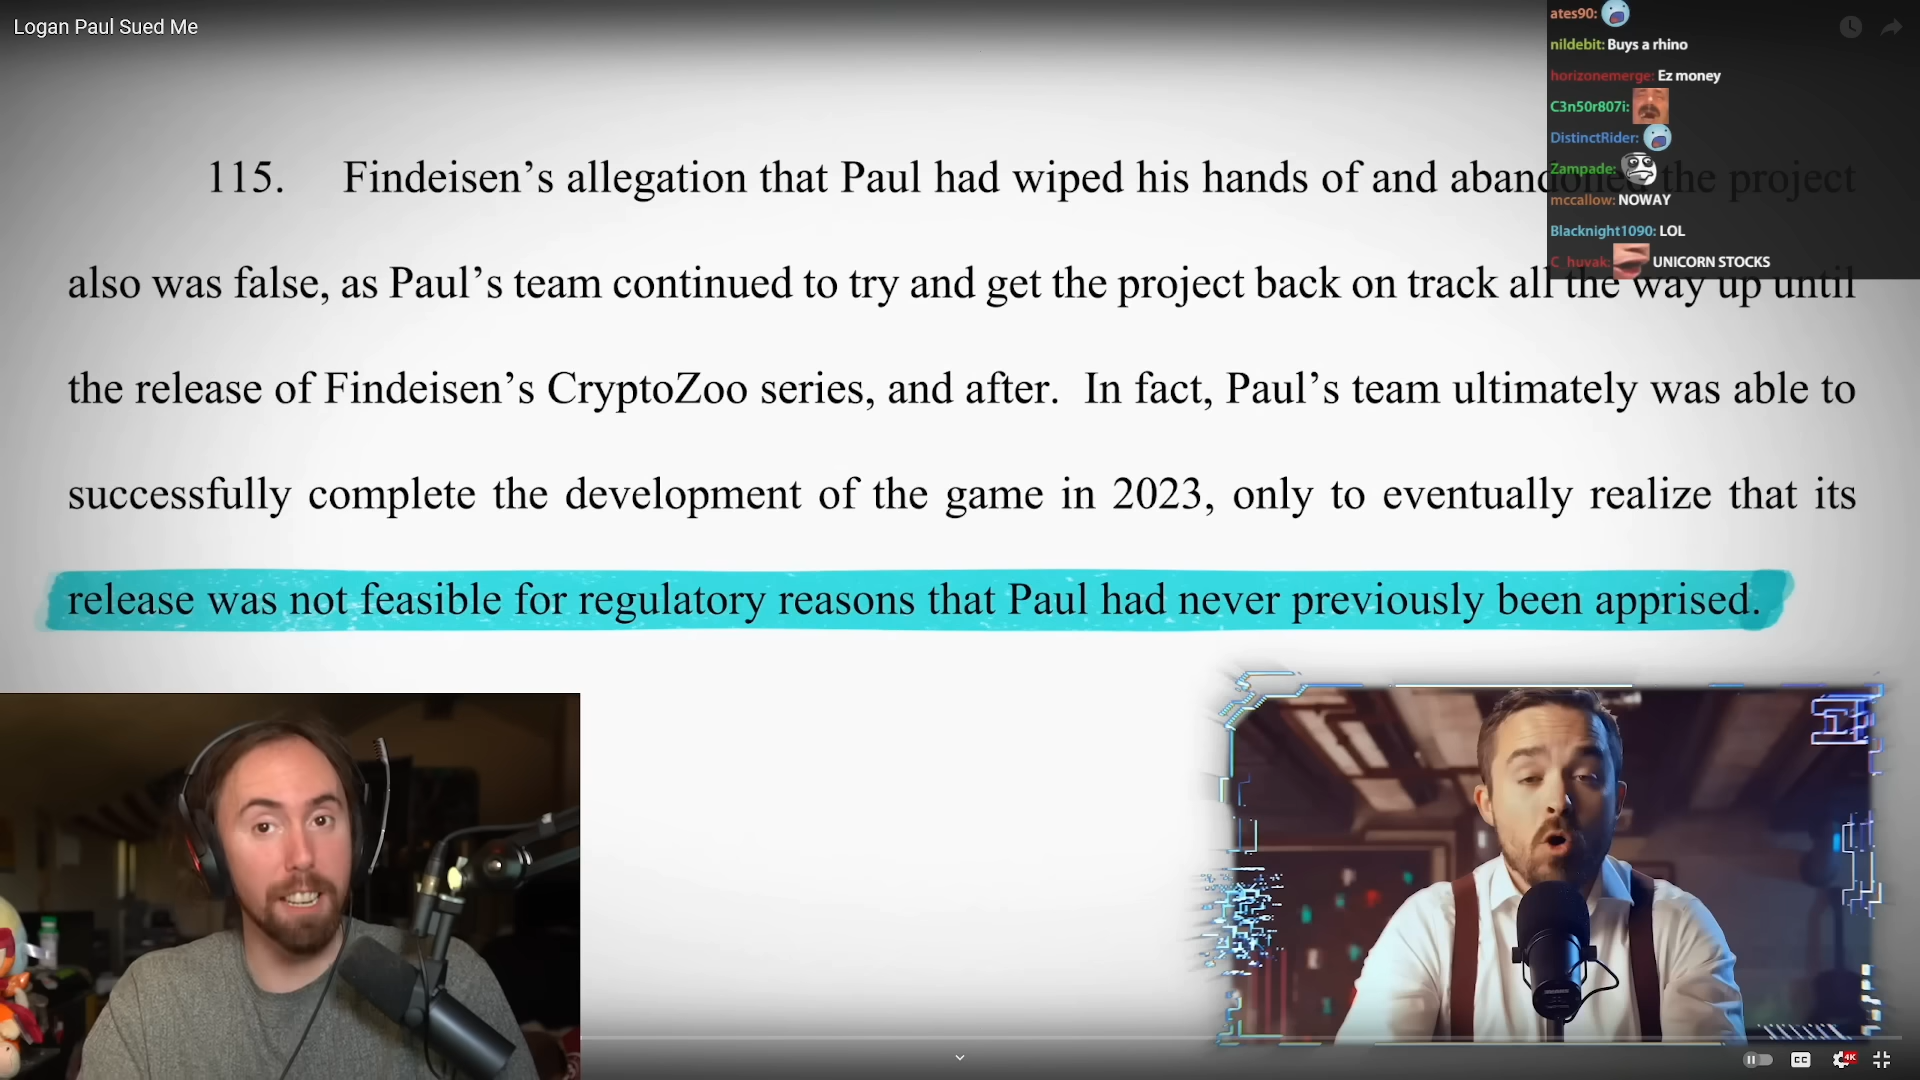 Logan Paul Sued Me
ates90:
nildebit: Buys a rhino
horizonemerge: Ez money
C3n50r807i:
DistinctRider:
Zampade:
mccallow: NOWAY
Blacknight1090: LOL
C_huvak: UNICORN STOCKS
115. Findeisen’s allegation that Paul had wiped his hands of and abandoned the project
also was false, as Paul’s team continued to try and get the project back on track all the way up until
the release of Findeisen’s CryptoZoo series, and after. In fact, Paul’s team ultimately was able to
successfully complete the development of the game in 2023, only to eventually realize that its
release was not feasible for regulatory reasons that Paul had never previously been apprised.
CC
4K